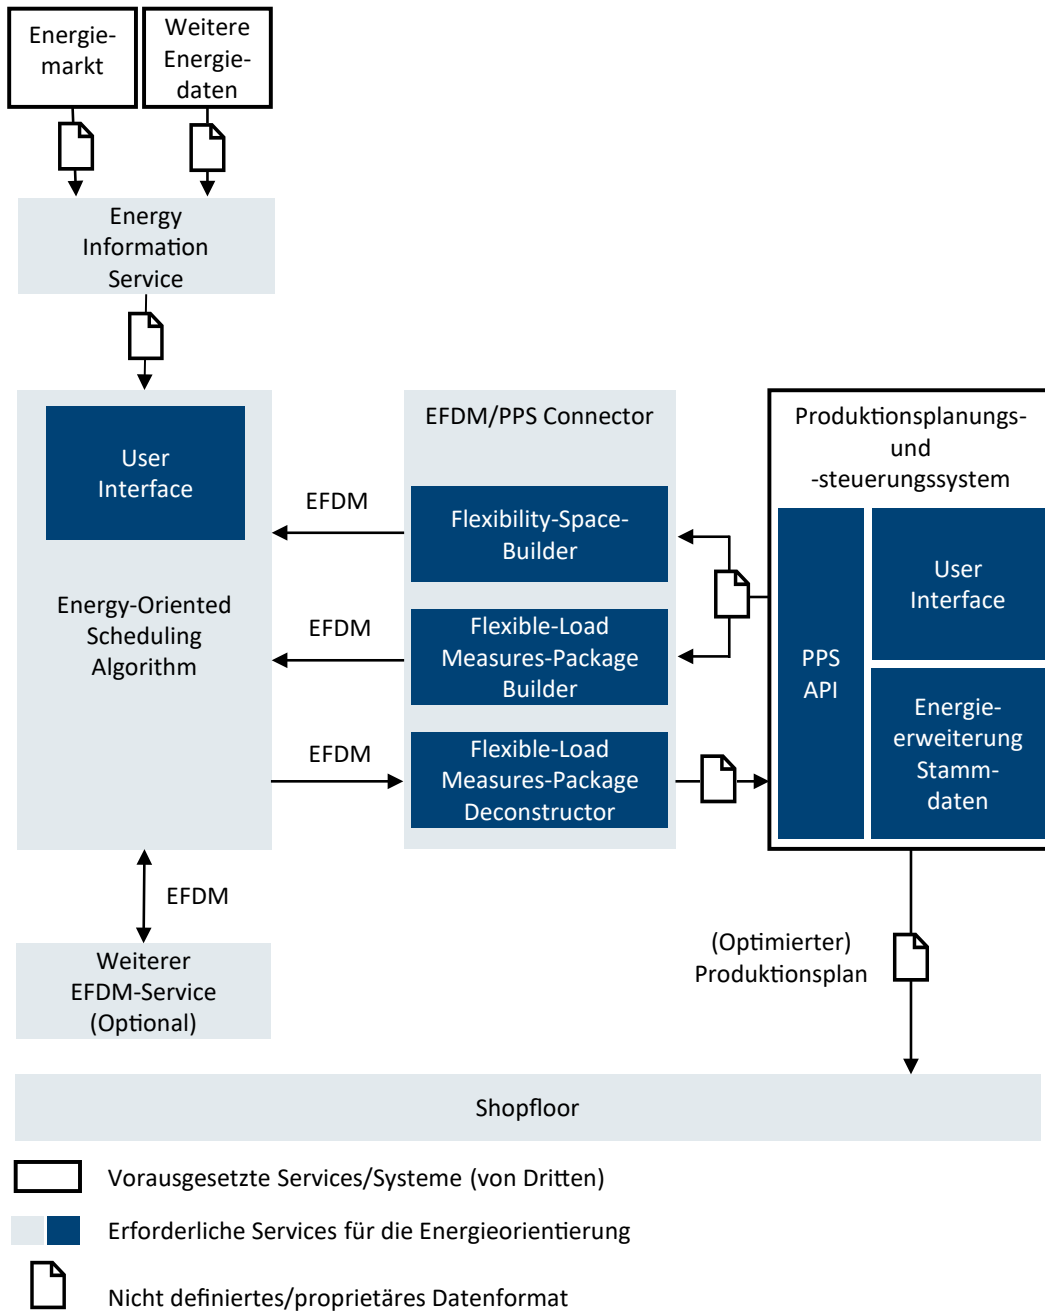 Energie-
markt
Weitere
Energie-
daten
Energy
Information
Service
User
Interface
Energy-Oriented
Scheduling
Algorithm
EFDM
EFDM
EFDM
EFDM/PPS Connector
Flexibility-Space-
Builder
Flexible-Load
Measures-Package
Builder
Flexible-Load
Measures-Package
Deconstructor
Produktionsplanungs-
und
-steuerungssystem
PPS
API
User
Interface
Energie-
erweiterung
Stamm-
daten
EFDM
Weiterer
EFDM-Service
(Optional)
(Optimierter)
Produktionsplan
Shopfloor
Vorausgesetzte Services/Systeme (von Dritten)
Erforderliche Services für die Energieorientierung
Nicht definiertes/proprietäres Datenformat